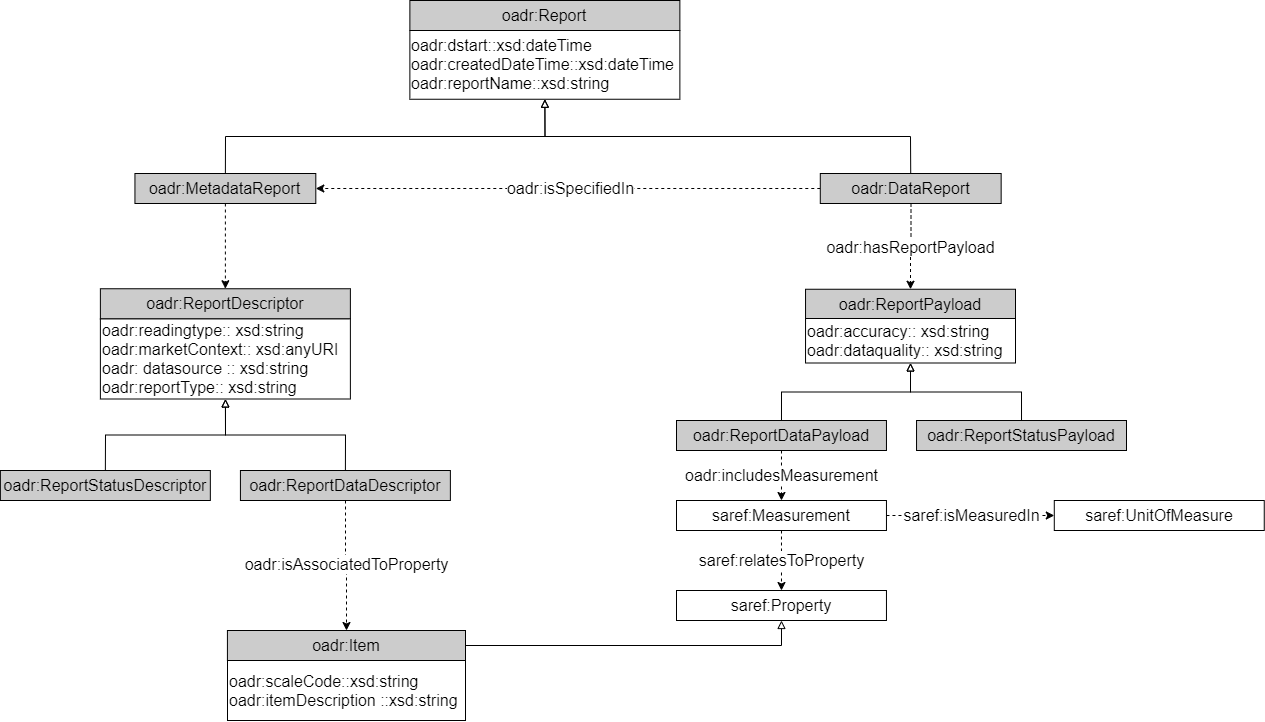 oadr:Report
oadr:dstart::xsd:dateTime
oadr:createdDateTime::xsd:dateTime
oadr:reportName::xsd:string
oadr:MetadataReport
oadr:isSpecifiedIn
oadr:DataReport
oadr:hasReportPayload
oadr:ReportDescriptor
oadr:readingtype:: xsd:string
oadr:marketContext:: xsd:anyURI
oadr: datasource :: xsd:string
oadr:reportType:: xsd:string
oadr:ReportPayload
oadr:accuracy:: xsd:string
oadr:dataquality:: xsd:string
oadr:ReportDataPayload
oadr:ReportStatusPayload
oadr:includesMeasurement
oadr:ReportStatusDescriptor
oadr:ReportDataDescriptor
saref:Measurement
saref:isMeasuredIn
saref:UnitOfMeasure
oadr:isAssociatedToProperty
saref:relatesToProperty
saref:Property
oadr:Item
oadr:scaleCode::xsd:string
oadr:itemDescription ::xsd:string